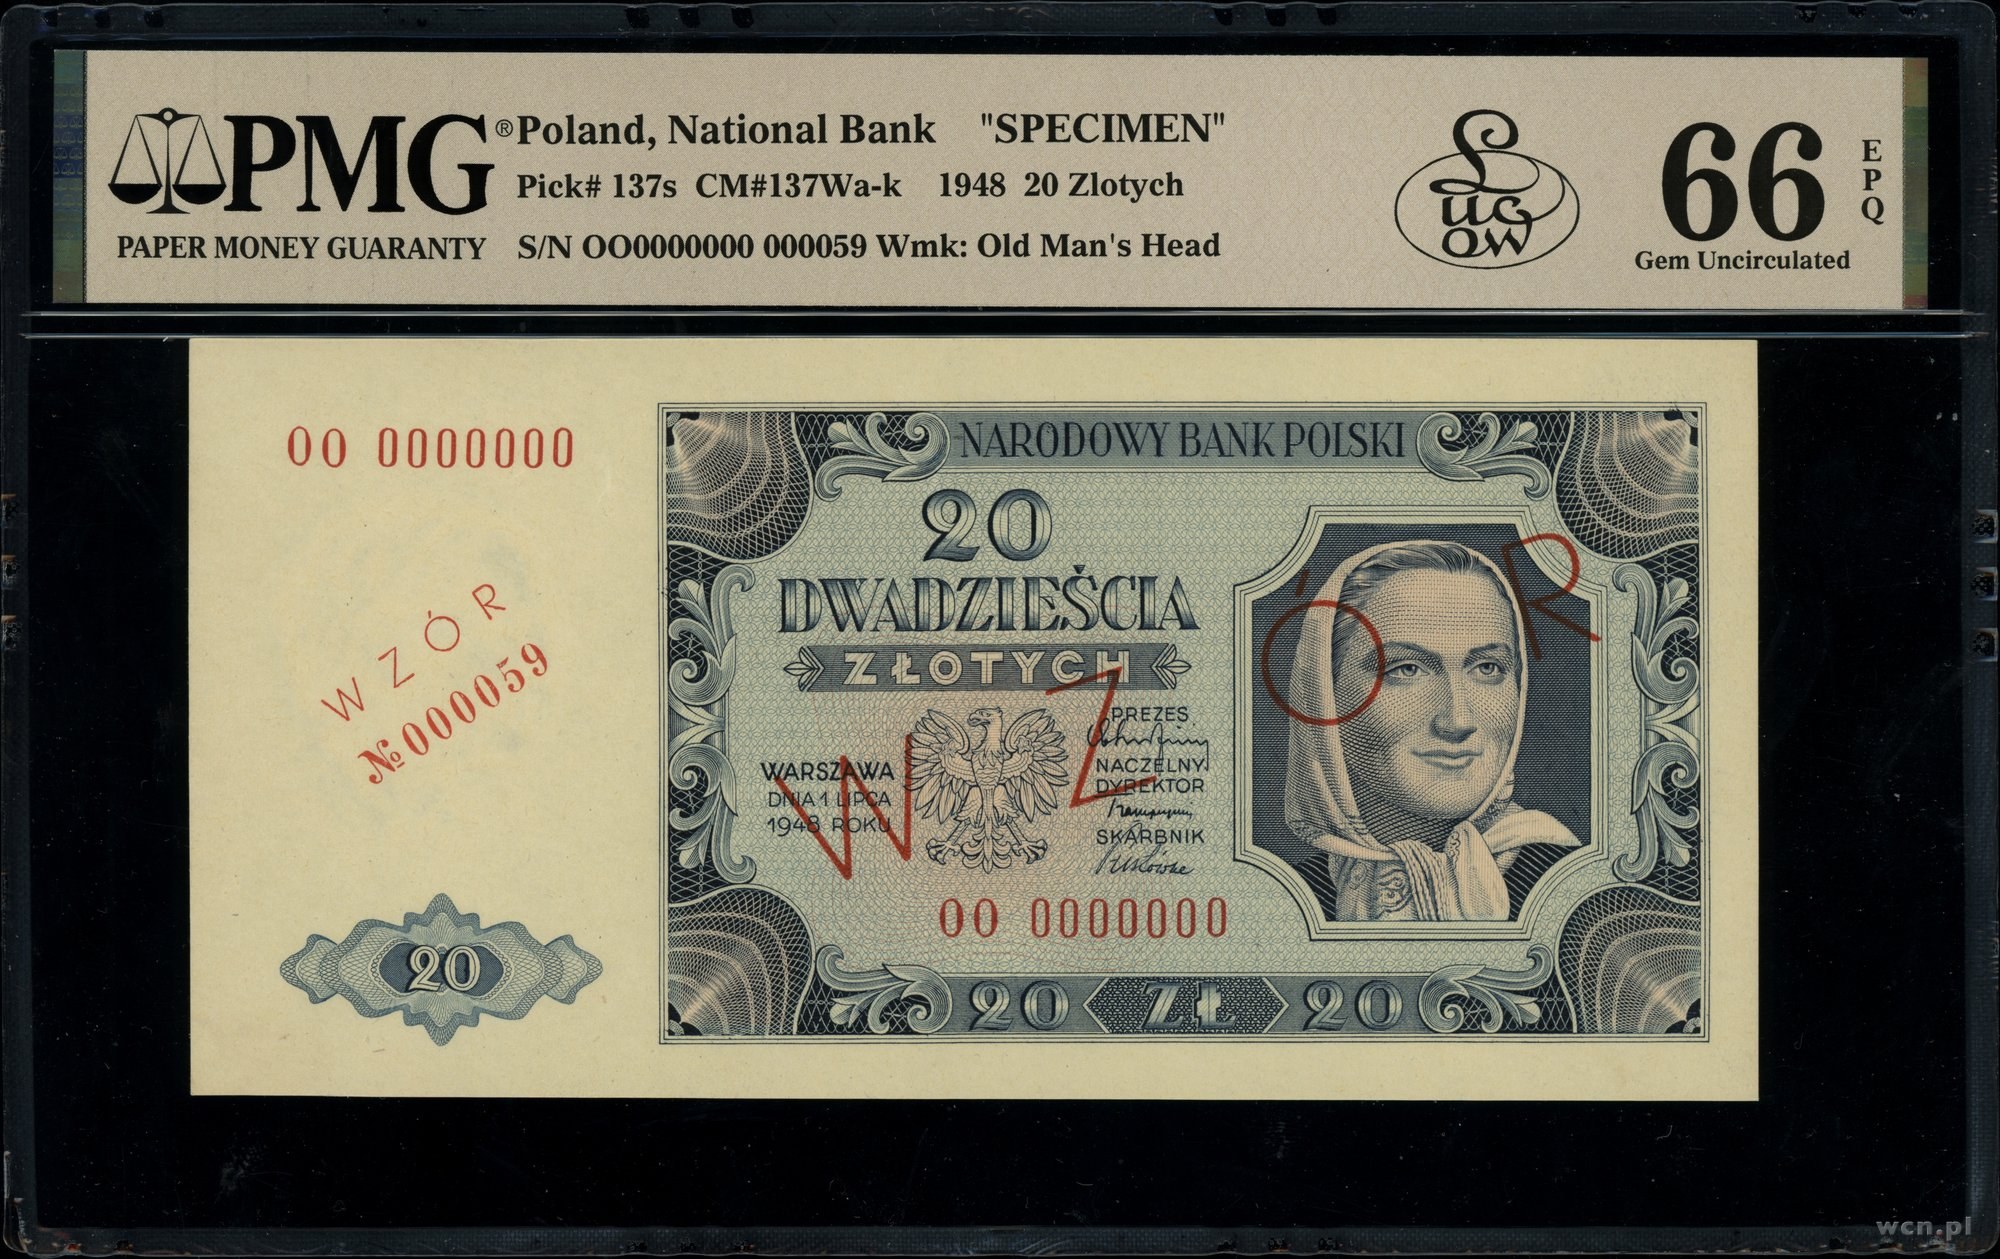 PMG® Poland, National Bank "SPECIMEN"
Pick# 137s CM#137Wa-k 1948 20 Zlotych
PAPER MONEY GUARANTY S/N OO0000000 000059 Wmk: Old Man's Head
Lucow
66 EPQ
Gem Uncirculated
OO 0000000
WZÓR
№000059
20
NARODOWY BANK POLSKI
20
DWADZIEŚCIA
ZŁOTYCH
WARSZAWA
DNIA 1 LIPCA
1948 ROKU
PREZES
NACZELNY
DYREKTOR
SKARBNIK
WZÓR
OO 0000000
20 ZŁ 20
wcn.pl